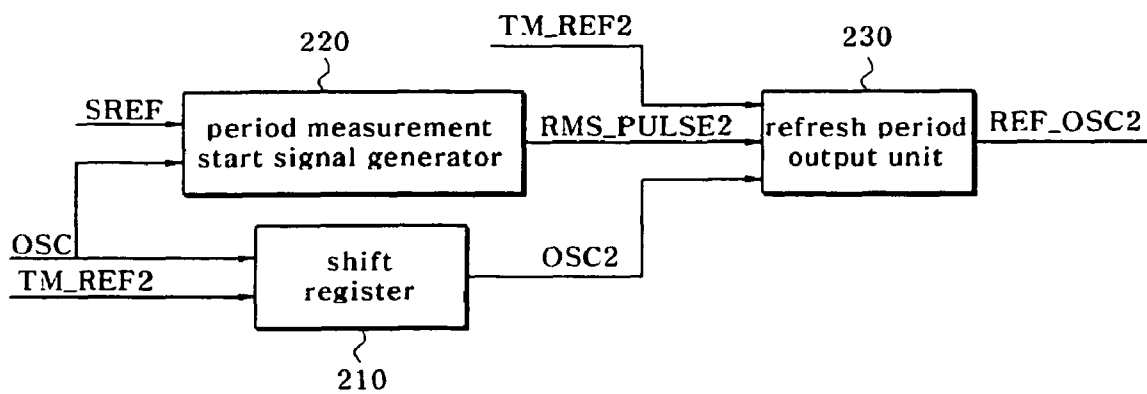 TM_REF2
220
230
SREF
period measurement
start signal generator
RMS_PULSE2
refresh period
output unit
REF_OSC2
OSC
TM_REF2
shift
register
OSC2
210